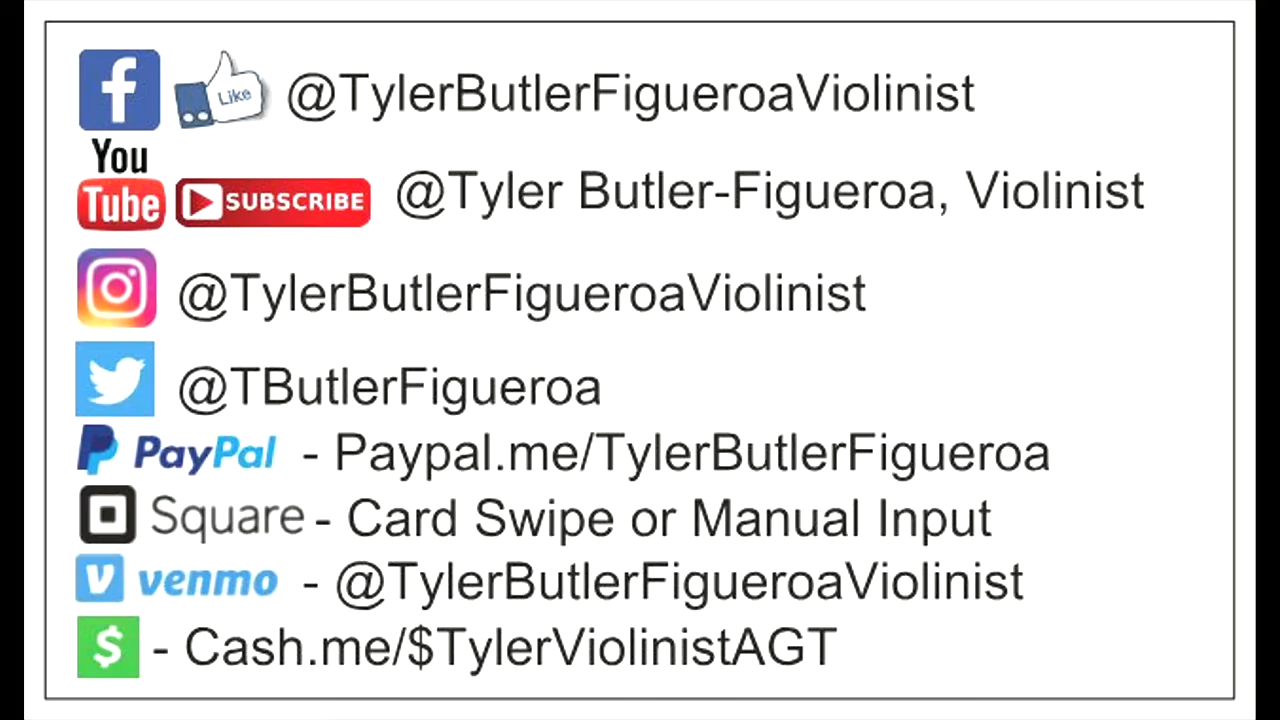 f Like @TylerButlerFigueroaViolinist
You
Tube SUBSCRIBE @Tyler Butler-Figueroa, Violinist
@TylerButlerFigueroaViolinist
@TButlerFigueroa
P PayPal - Paypal.me/TylerButlerFigueroa
Square - Card Swipe or Manual Input
V venmo - @TylerButlerFigueroaViolinist
$ - Cash.me/$TylerViolinistAGT